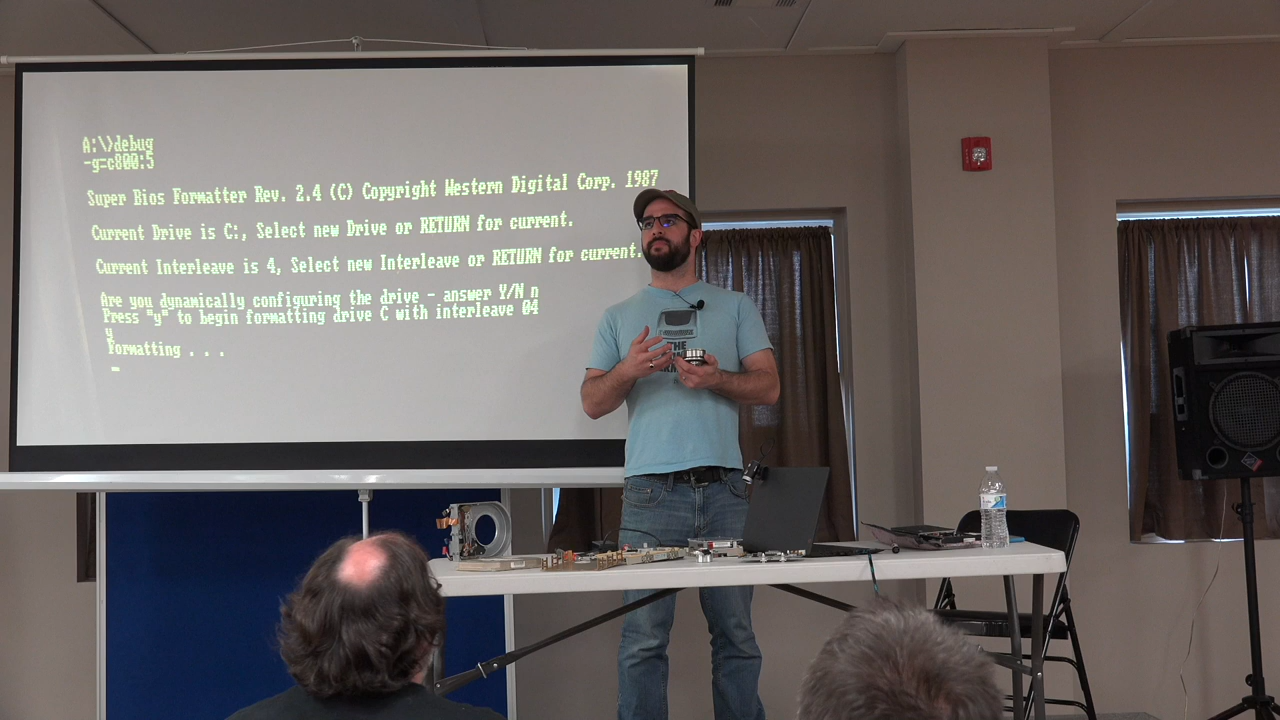 A:\>debug
-g=c800:5
Super Bios Formatter Rev. 2.4 (C) Copyright Western Digital Corp. 1987
Current Drive is C:, Select new Drive or RETURN for current.
Current Interleave is 4, Select new Interleave or RETURN for current.
Are you dynamically configuring the drive - answer Y/N n
Press "y" to begin formatting drive C with interleave 04
y
Formatting . . .
THE